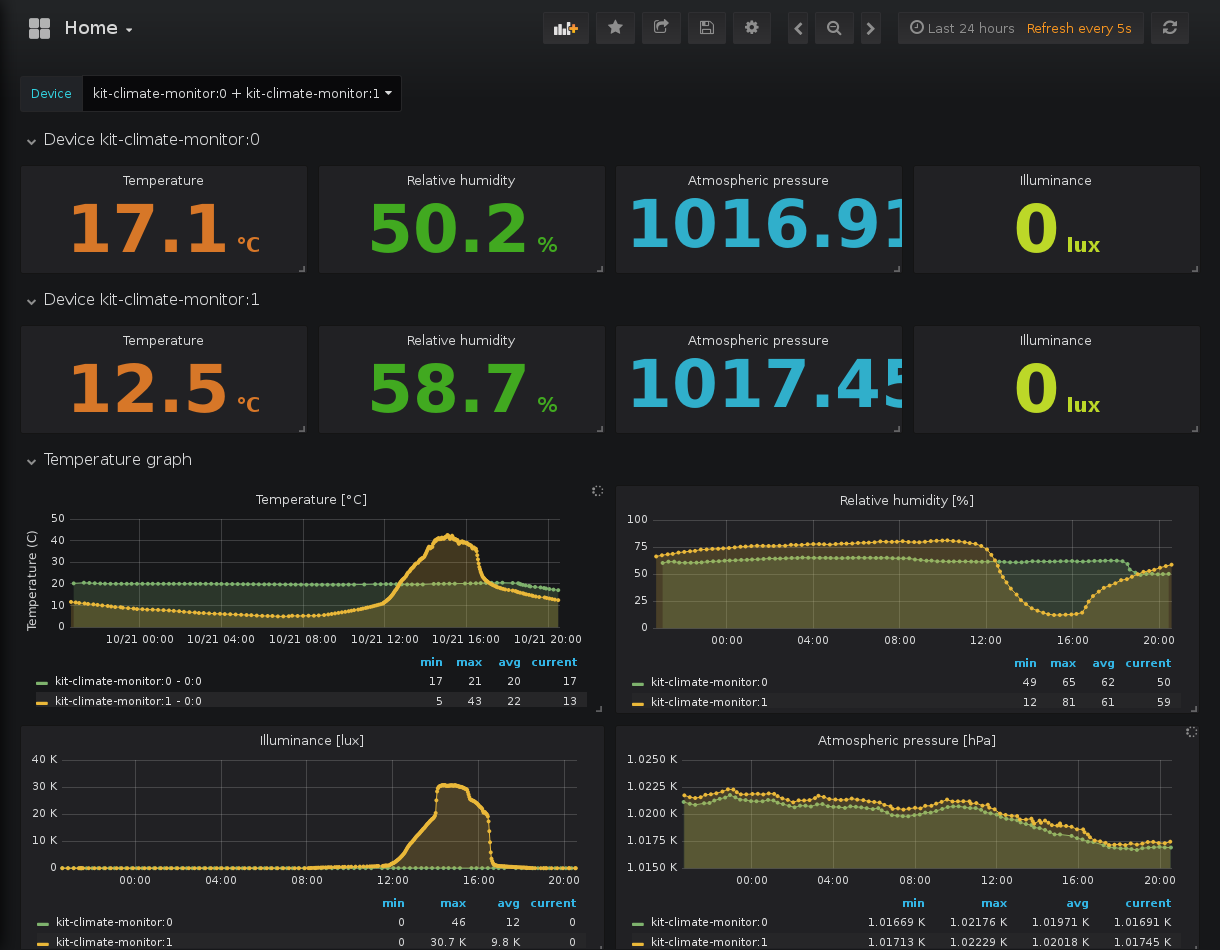 Home
Last 24 hours Refresh every 5s
Device kit-climate-monitor:0 + kit-climate-monitor:1
Device kit-climate-monitor:0
Temperature Relative humidity Atmospheric pressure Illuminance
17.1 °C 50.2 % 1016.91 0 lux
Device kit-climate-monitor:1
Temperature Relative humidity Atmospheric pressure Illuminance
12.5 °C 58.7 % 1017.45 0 lux
Temperature graph
Temperature [°C]
Temperature (C)
50
40
30
20
10
0
10/21 00:00 10/21 04:00 10/21 08:00 10/21 12:00 10/21 16:00 10/21 20:00
min max avg current
kit-climate-monitor:0 - 0:0 17 21 20 17
kit-climate-monitor:1 - 0:0 5 43 22 13
Relative humidity [%]
100
75
50
25
0
00:00 04:00 08:00 12:00 16:00 20:00
min max avg current
kit-climate-monitor:0 49 65 62 50
kit-climate-monitor:1 12 81 61 59
Illuminance [lux]
40 K
30 K
20 K
10 K
0
00:00 04:00 08:00 12:00 16:00 20:00
min max avg current
kit-climate-monitor:0 0 46 12 0
kit-climate-monitor:1 0 30.7 K 9.8 K 0
Atmospheric pressure [hPa]
1.0250 K
1.0225 K
1.0200 K
1.0175 K
1.0150 K
00:00 04:00 08:00 12:00 16:00 20:00
min max avg current
kit-climate-monitor:0 1.01669 K 1.02176 K 1.01971 K 1.01691 K
kit-climate-monitor:1 1.01713 K 1.02229 K 1.02018 K 1.01745 K